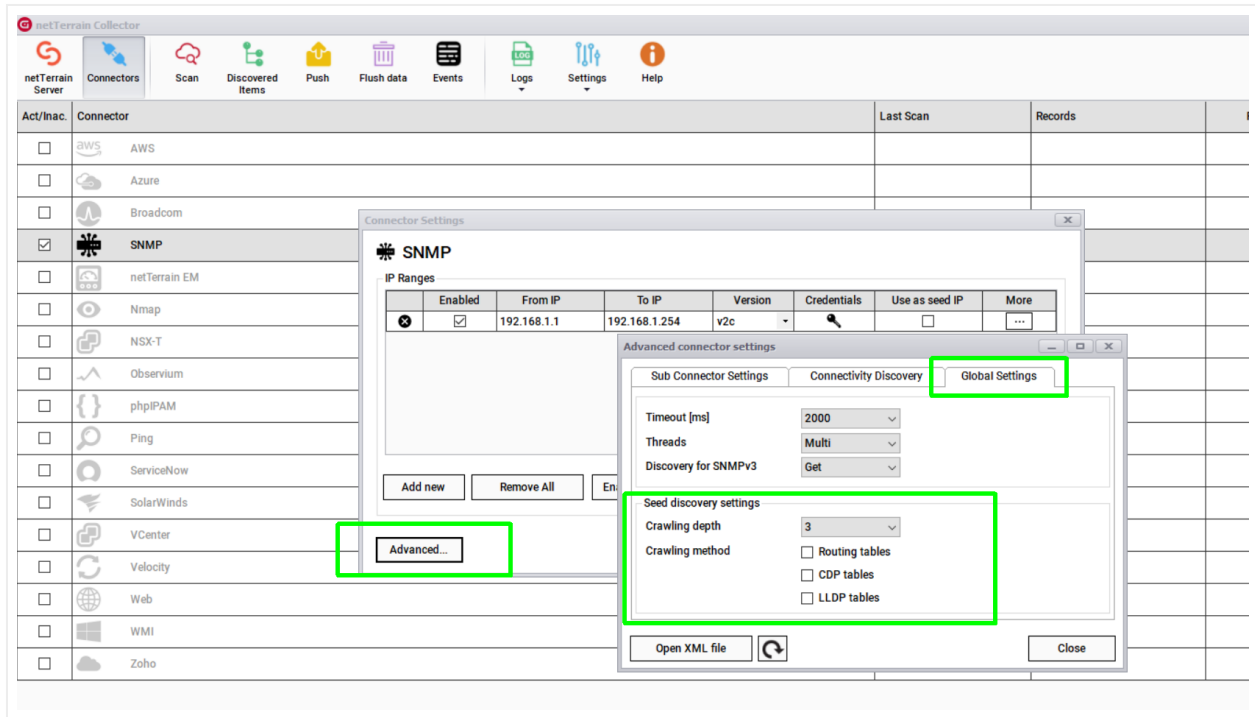 netTerrain Collector
netTerrain Server
Connectors
Scan
Discovered Items
Push
Flush data
Events
Logs
Settings
Help
Act/Inac. Connector Last Scan Records
AWS
Azure
Broadcom
SNMP
netTerrain EM
Nmap
NSX-T
Observium
phpIPAM
Ping
ServiceNow
SolarWinds
VCenter
Velocity
Web
WMI
Zoho
Connector Settings
SNMP
IP Ranges
Enabled From IP To IP Version Credentials Use as seed IP More
192.168.1.1 192.168.1.254 v2c ...
Add new Remove All
Advanced...
Advanced connector settings
Sub Connector Settings Connectivity Discovery Global Settings
Timeout [ms] 2000
Threads Multi
Discovery for SNMPv3 Get
Seed discovery settings
Crawling depth 3
Crawling method Routing tables
CDP tables
LLDP tables
Open XML file Close